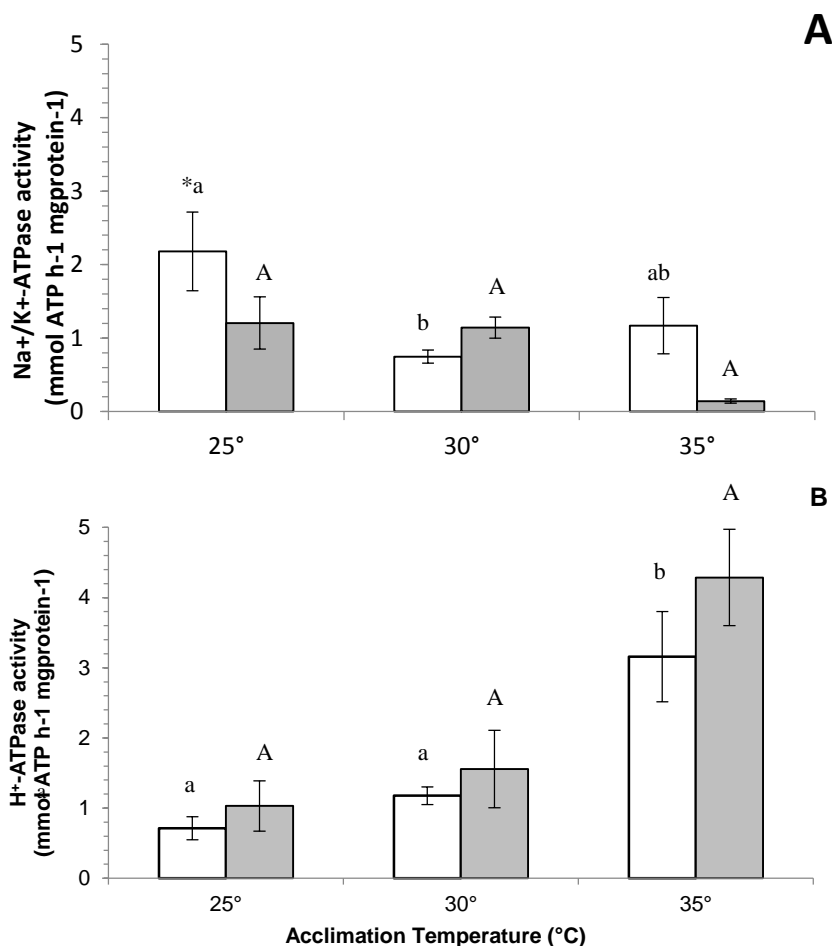 A
Na+/K+-ATPase activity
(mmol ATP h-1 mgprotein-1)
5
4
3
2
1
0
*a
A
b
A
ab
A
25°
30°
35°
B
H+-ATPase activity
(mmol ATP h-1 mgprotein-1)
5
4
3
2
1
0
a
A
a
A
b
A
25°
30°
35°
Acclimation Temperature (°C)